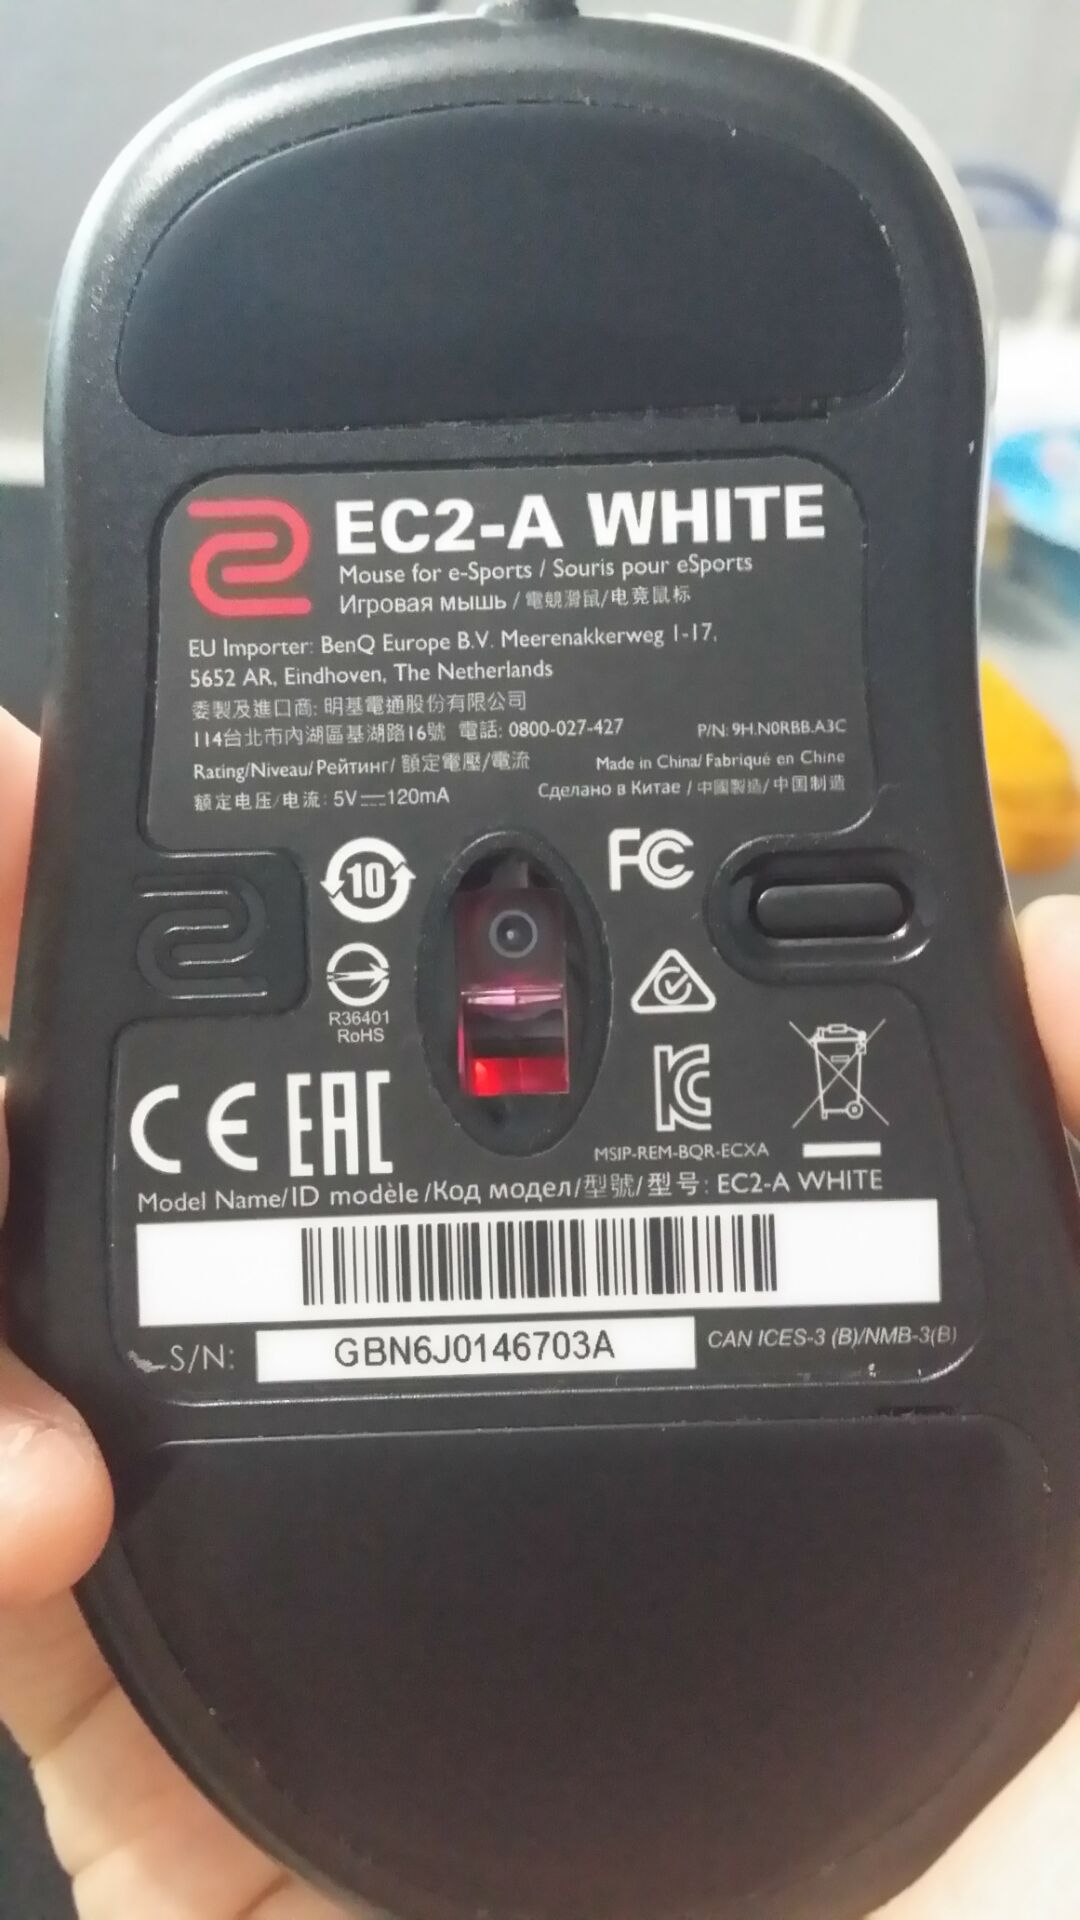 EC2-A WHITE
Mouse for e-Sports / Souris pour eSports
Игровая мышь / 電競滑鼠/电竞鼠标
EU Importer: BenQ Europe B.V. Meerenakkerweg 1-17,
5652 AR, Eindhoven, The Netherlands
委製及進口商: 明基電通股份有限公司
114台北市內湖區基湖路16號 電話: 0800-027-427
P/N: 9H.N0RBB.A3C
Rating/Niveau/Рейтинг/ 額定電壓/電流
Made in China/ Fabriqué en Chine
额定电压/电流: 5V⎓120mA
Сделано в Китае / 中國製造/ 中国制造
10
FC
R36401
RoHS
CE EAC
KC
MSIP-REM-BQR-ECXA
Model Name/ID modèle /Код модел/型號/型号: EC2-A WHITE
S/N: GBN6J0146703A
CAN ICES-3 (B)/NMB-3(B)